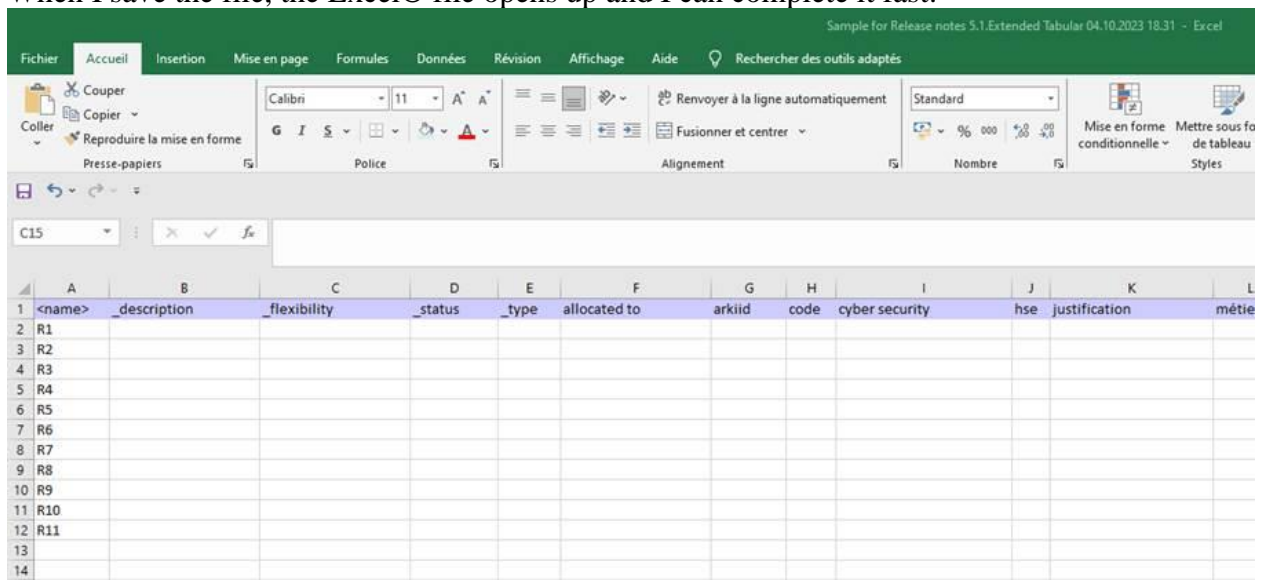 When I save the file, the Excel© file opens up and I can complete it fast.
Sample for Release notes 5.1.Extended Tabular 04.10.2023 18.31 - Excel
Fichier Accueil Insertion Mise en page Formules Données Révision Affichage Aide Rechercher des outils adaptés
Coller
Couper
Copier
Reproduire la mise en forme
Presse-papiers
Calibri 11 A A
G I S A
Police
Renvoyer à la ligne automatiquement
Fusionner et centrer
Alignement
Standard
% 000
Nombre
Mise en forme conditionnelle
Mettre sous fo
de tableau
Styles
C15 fx
A B C D E F G H I J K L
1 <name> _description _flexibility _status _type allocated to arkiid code cyber security hse justification métie
2 R1
3 R2
4 R3
5 R4
6 R5
7 R6
8 R7
9 R8
10 R9
11 R10
12 R11
13
14